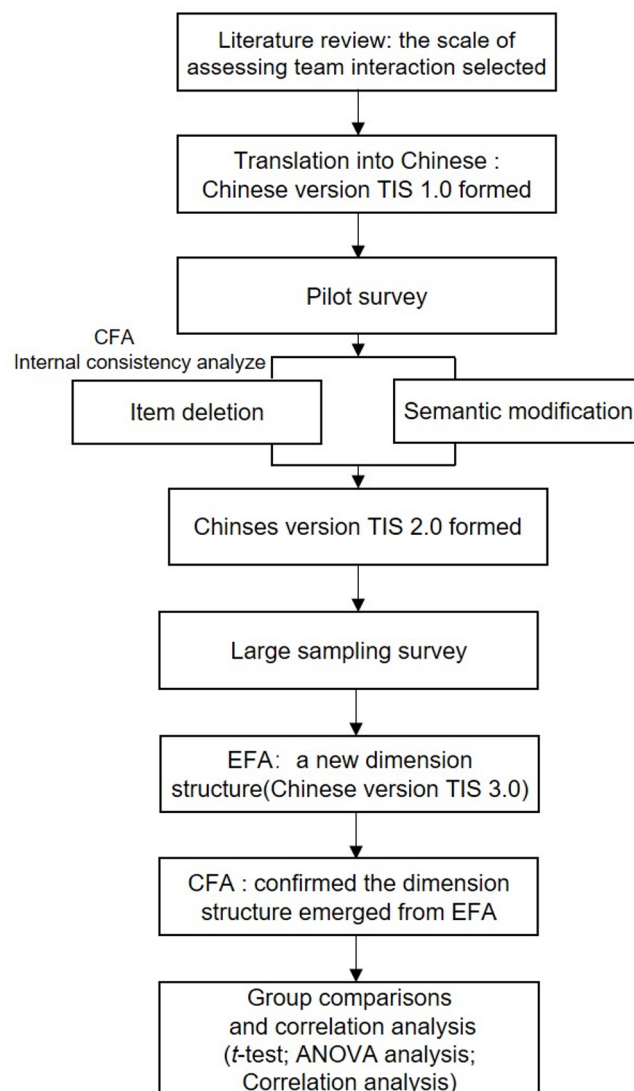 Literature review: the scale of
assessing team interaction selected
Translation into Chinese :
Chinese version TIS 1.0 formed
Pilot survey
CFA
Internal consistency analyze
Item deletion
Semantic modification
Chinses version TIS 2.0 formed
Large sampling survey
EFA: a new dimension
structure(Chinese version TIS 3.0)
CFA : confirmed the dimension
structure emerged from EFA
Group comparisons
and correlation analysis
(t-test; ANOVA analysis;
Correlation analysis)